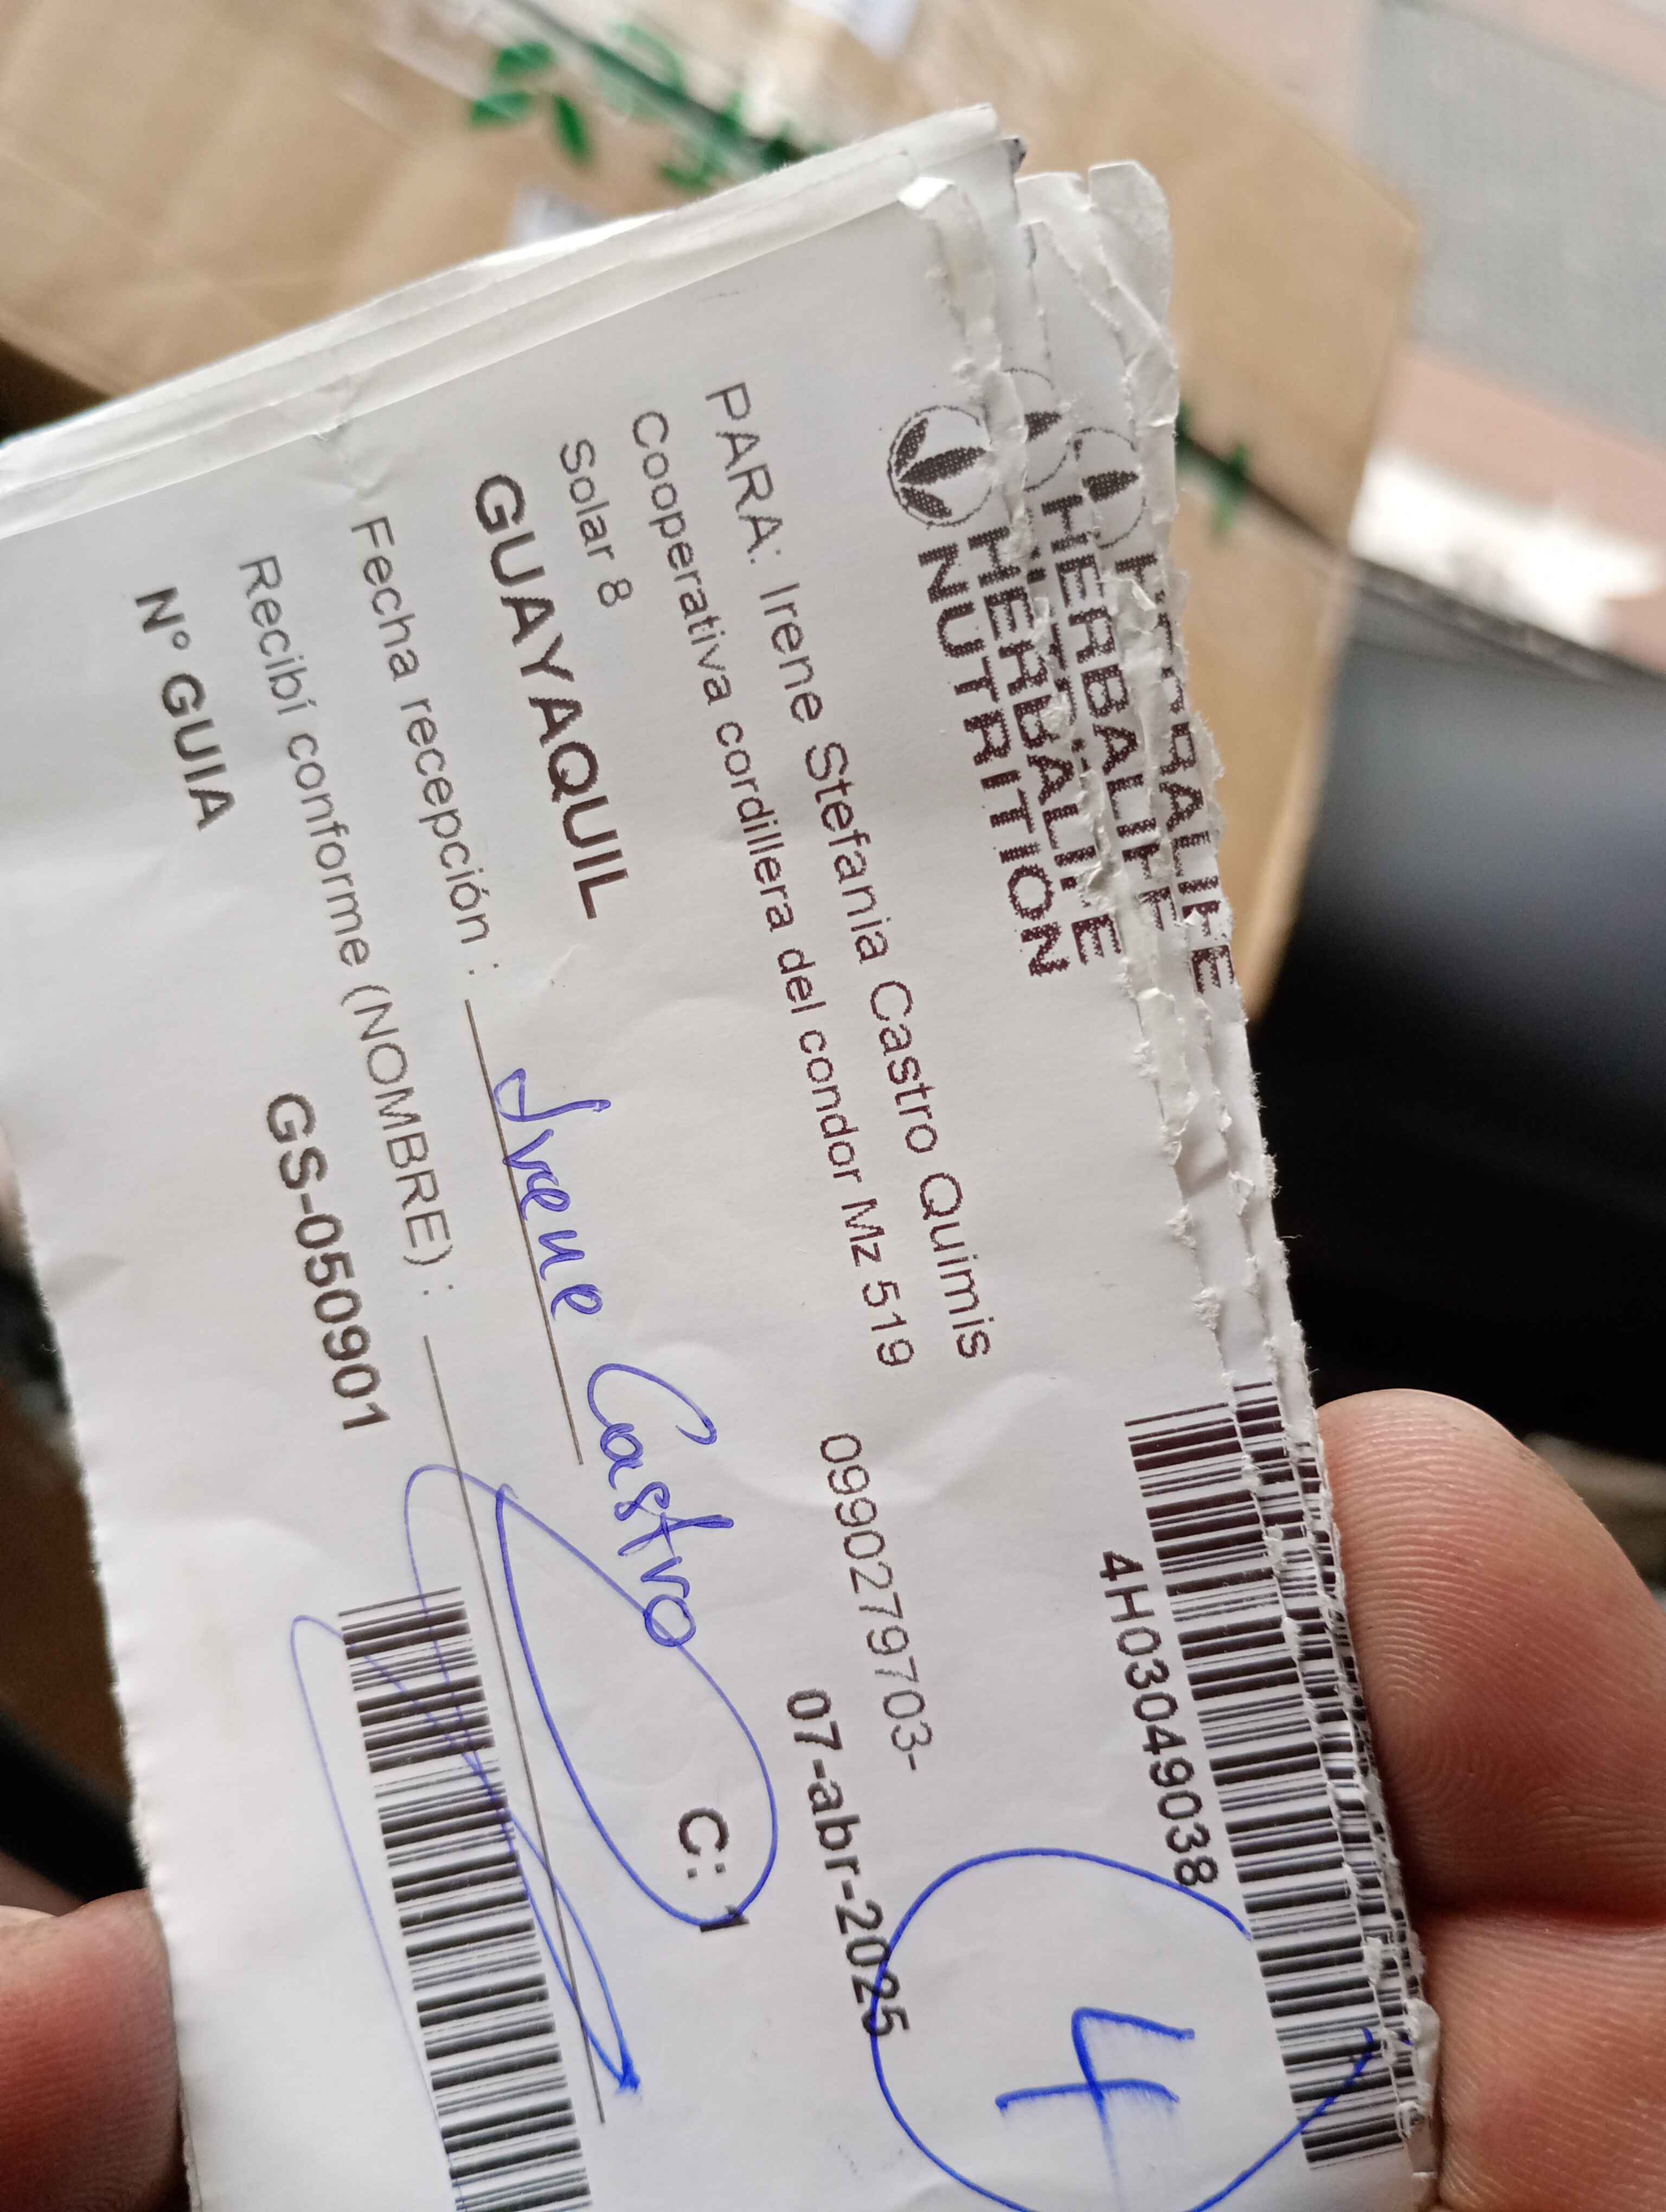 HERBALIFE
HERBALIFE
HERBALIFE
NUTRITION
4H03049038
4
PARA: Irene Stefania Castro Quimis
Cooperativa cordillera del condor Mz 519
0990279703-
Solar 8
07-abr-2025
GUAYAQUIL
C: 1
Fecha recepción :
Irene Castro
Recibí conforme (NOMBRE) :
N° GUIA
GS-050901